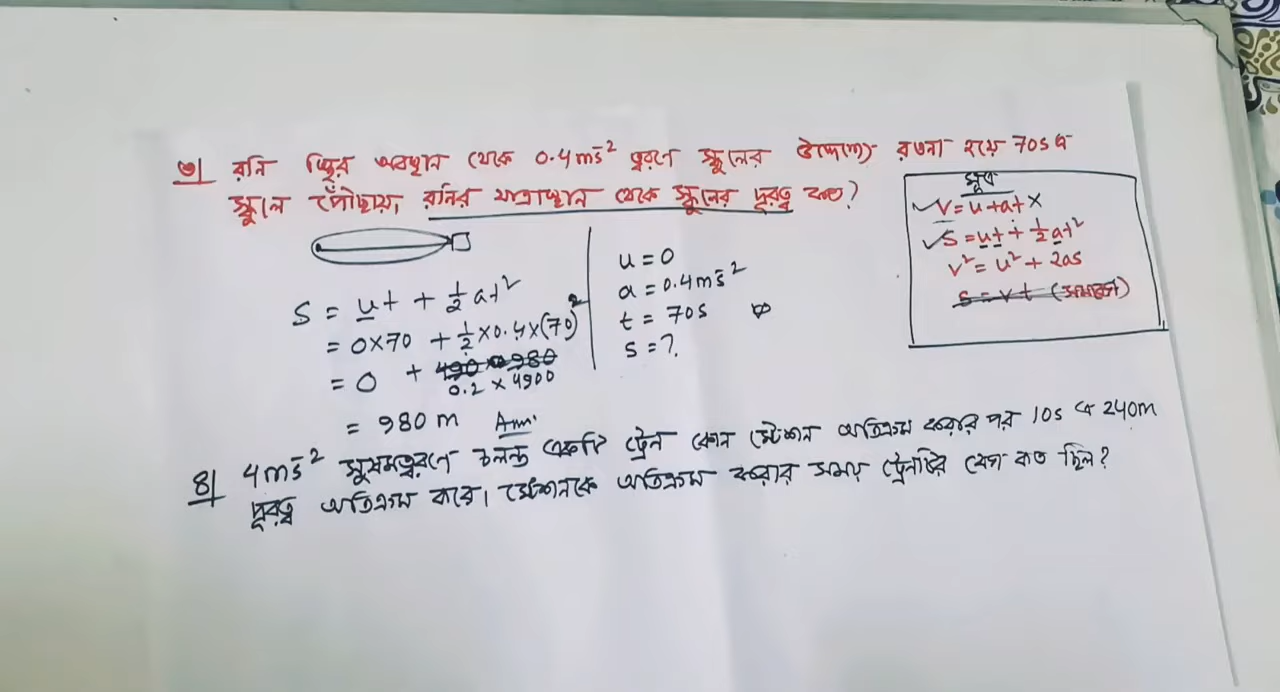 ৩| রনি স্থির অবস্থান থেকে 0.4ms⁻² ত্বরণে স্কুলের উদ্দেশ্যে রওনা হয়ে 70s এ
স্কুলে পৌঁছায়, রনির যাত্রাস্থান থেকে স্কুলের দূরত্ব কত?
সূত্র
v = u + at ×
s = ut + ½at²
v² = u² + 2as
s = vt (সমবেগ)
u = 0
a = 0.4ms⁻²
t = 70s
s = ?
S = ut + ½at²
= 0×70 + ½×0.4×(70)²
= 0 + 0.2 × 4900
= 980m Ans.
৪| 4ms⁻² সুষমত্বরণে চলন্ত একটি ট্রেন কোন স্টেশন অতিক্রম করার পর 10s এ 240m
দূরত্ব অতিক্রম করে। স্টেশনকে অতিক্রম করার সময় ট্রেনটির বেগ কত ছিল?